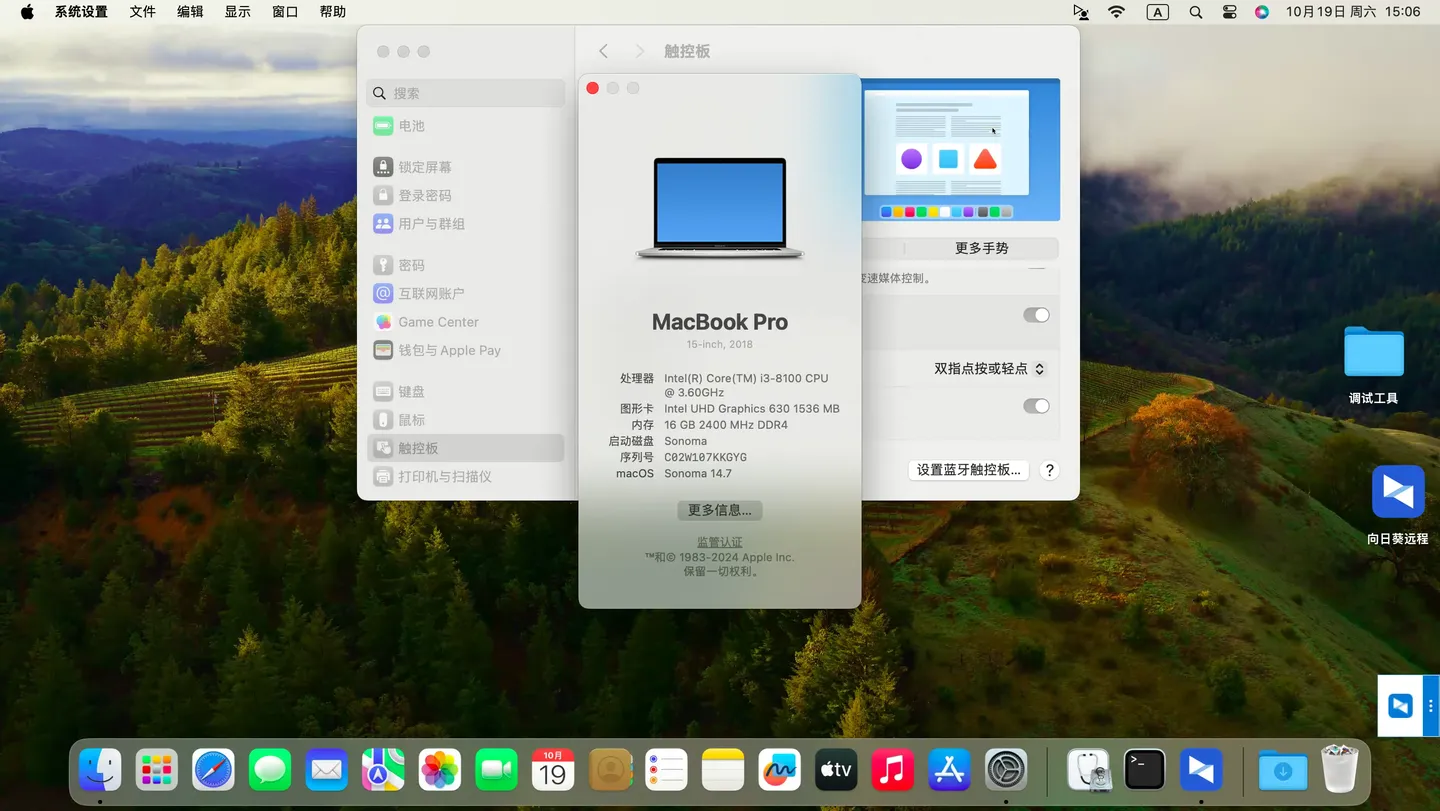 系统设置 文件 编辑 显示 窗口 帮助
A
10月19日 周六 15:06
搜索
电池
锁定屏幕
登录密码
用户与群组
密码
互联网账户
Game Center
钱包与 Apple Pay
键盘
鼠标
触控板
打印机与扫描仪
触控板
更多手势
变速媒体控制。
双指点按或轻点
设置蓝牙触控板...
?
MacBook Pro
15-inch, 2018
处理器 Intel(R) Core(TM) i3-8100 CPU
@ 3.60GHz
图形卡 Intel UHD Graphics 630 1536 MB
内存 16 GB 2400 MHz DDR4
启动磁盘 Sonoma
序列号 C02W107KKGYG
macOS Sonoma 14.7
更多信息...
监管认证
™和© 1983-2024 Apple Inc.
保留一切权利。
调试工具
向日葵远程
10月
19
tv
>_